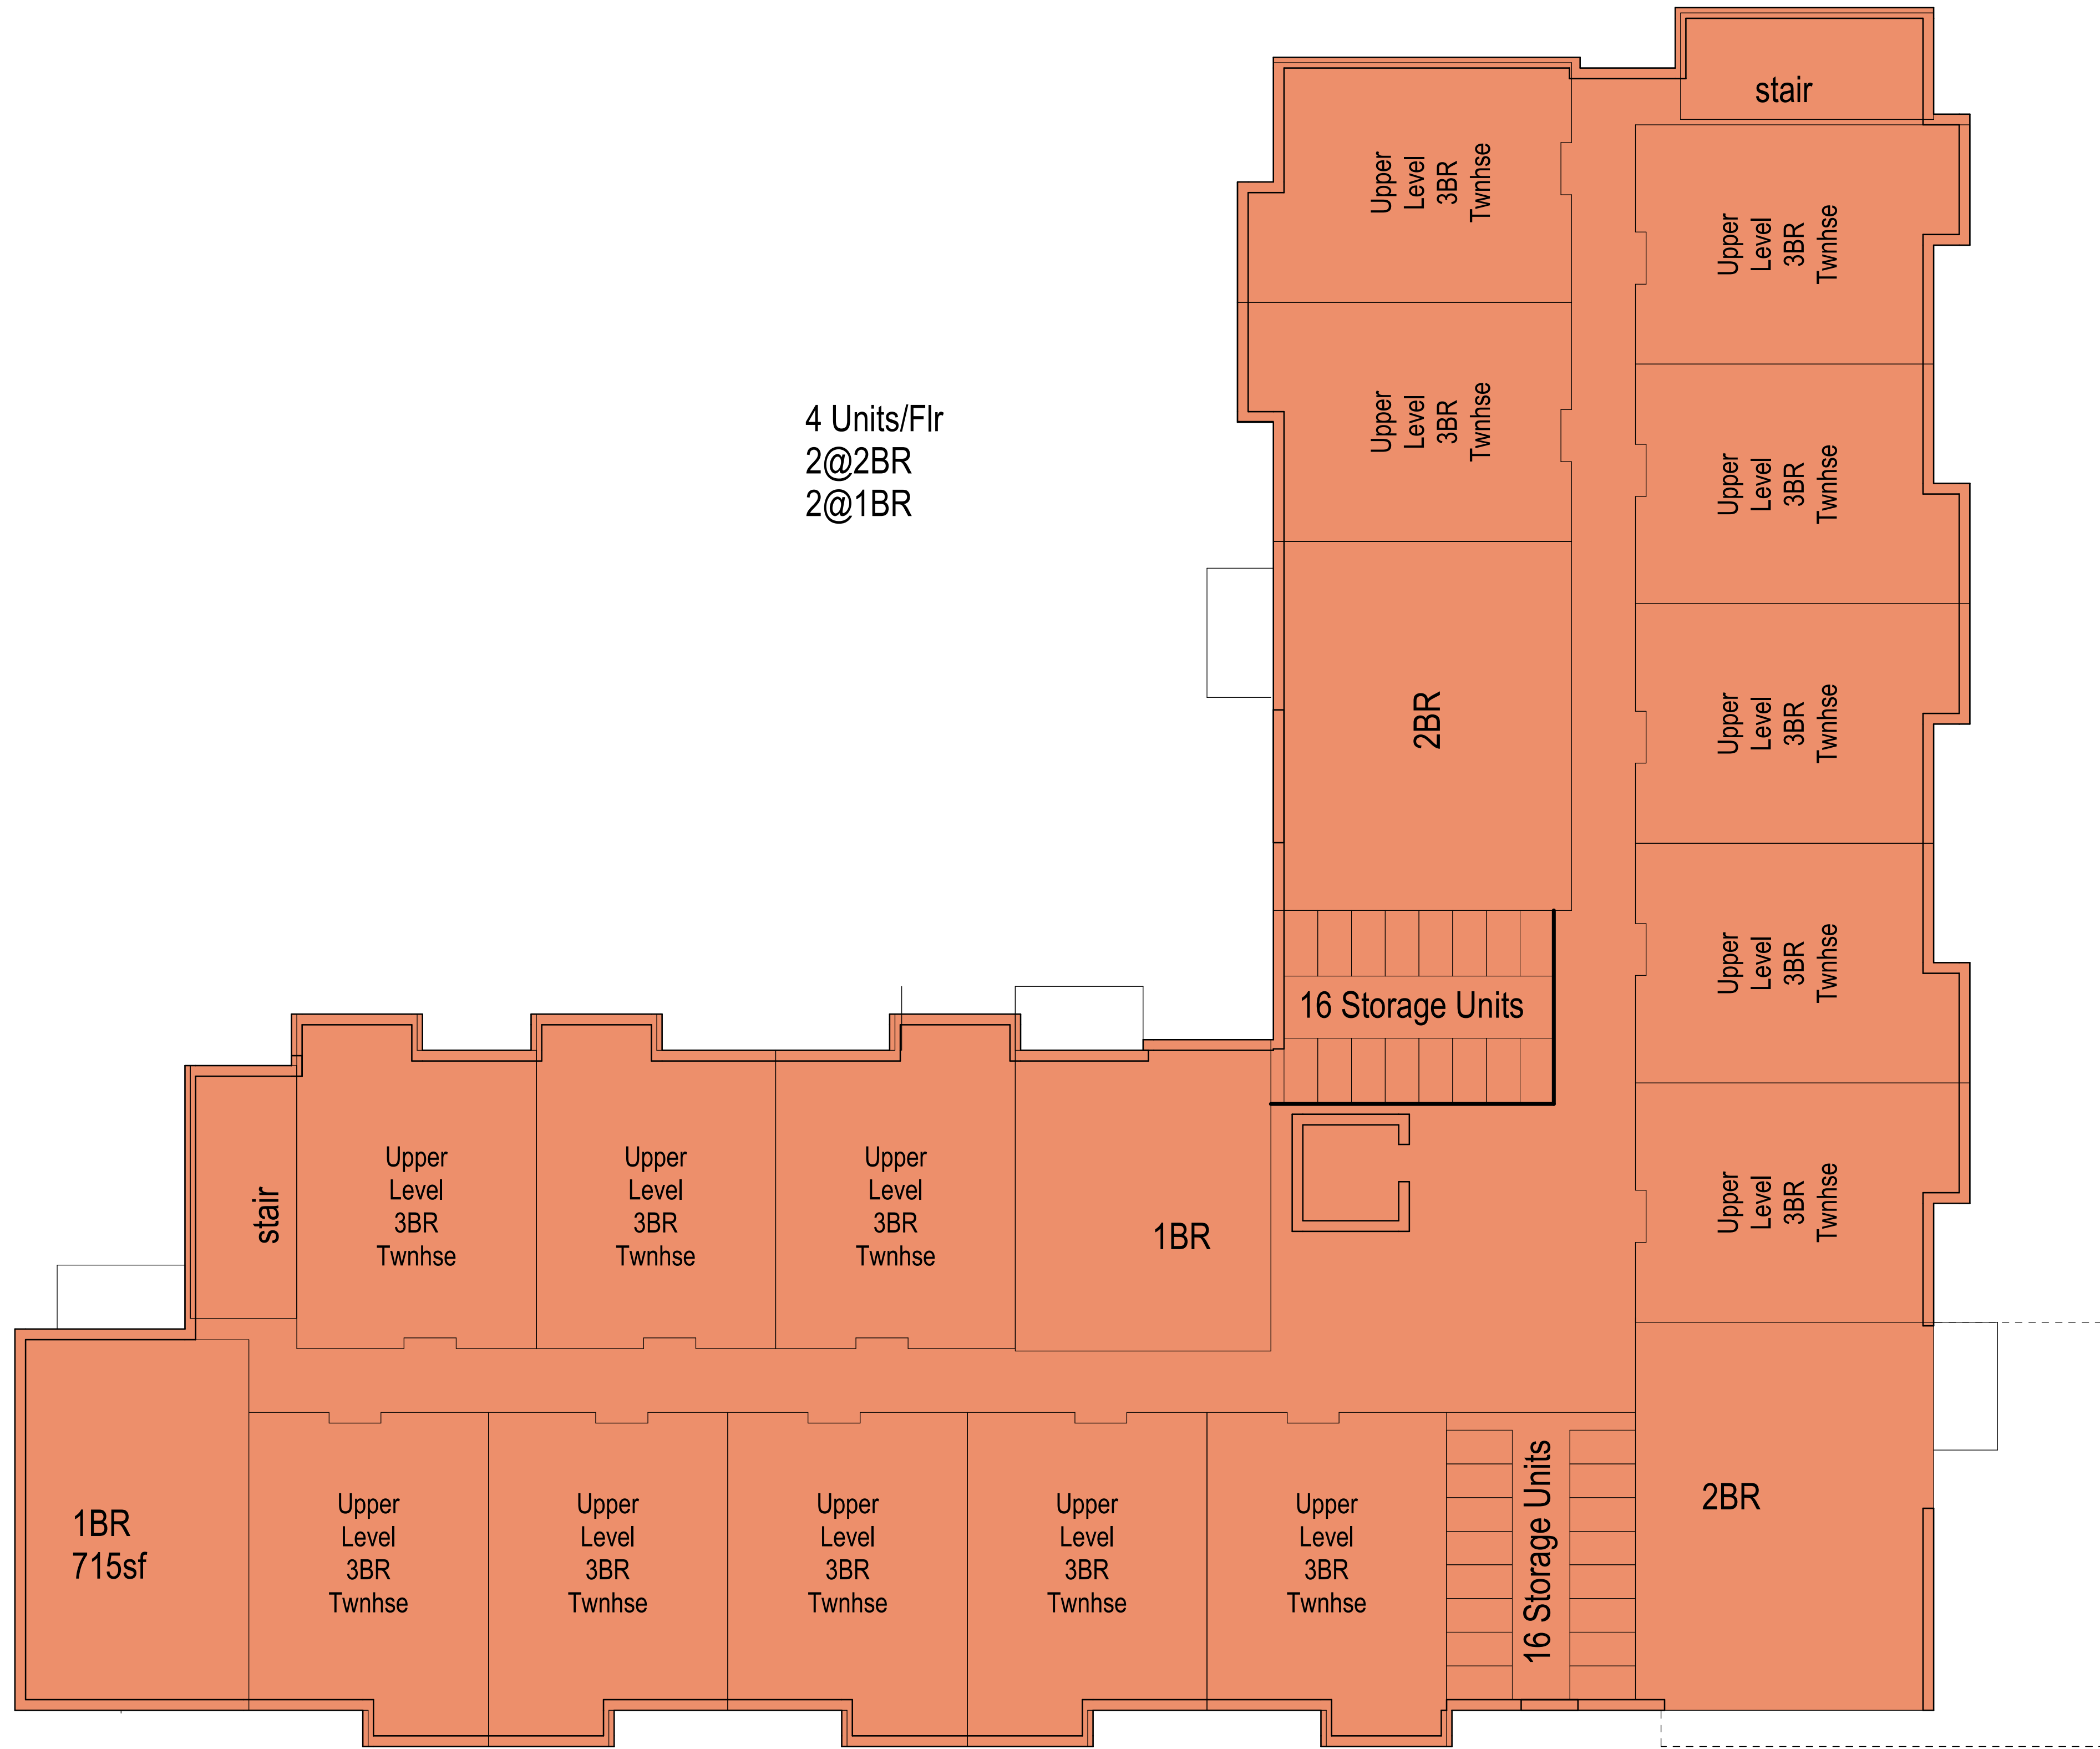 stair
Upper
Level
3BR
Twnhse
Upper
Level
3BR
Twnhse
4 Units/Flr
2@2BR
2@1BR
Upper
Level
3BR
Twnhse
Upper
Level
3BR
Twnhse
2BR
Upper
Level
3BR
Twnhse
16 Storage Units
Upper
Level
3BR
Twnhse
stair
Upper
Level
3BR
Twnhse
Upper
Level
3BR
Twnhse
Upper
Level
3BR
Twnhse
1BR
Upper
Level
3BR
Twnhse
1BR
715sf
Upper
Level
3BR
Twnhse
Upper
Level
3BR
Twnhse
Upper
Level
3BR
Twnhse
Upper
Level
3BR
Twnhse
Upper
Level
3BR
Twnhse
16 Storage Units
2BR